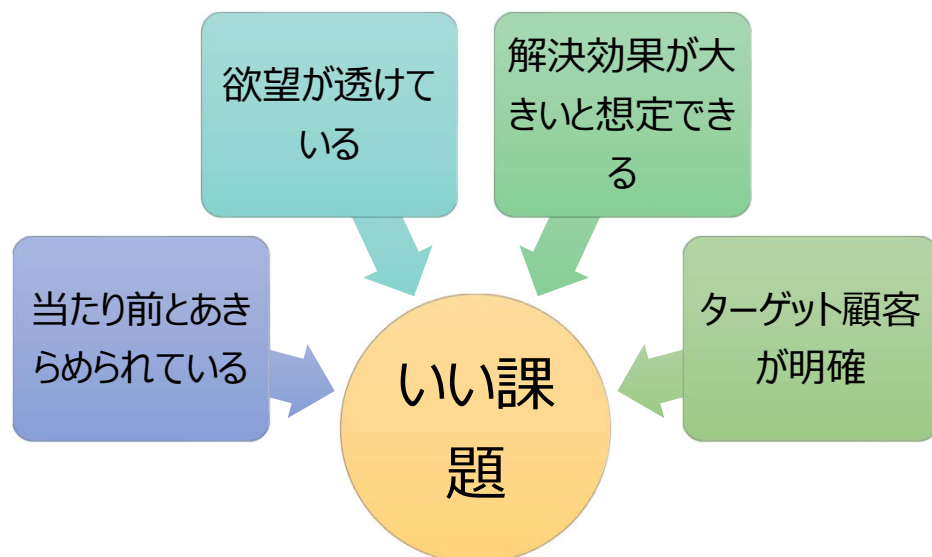 欲望が透けて
いる
解決効果が大
きいと想定でき
る
当たり前とあき
らめられている
ターゲット顧客
が明確
いい課
題